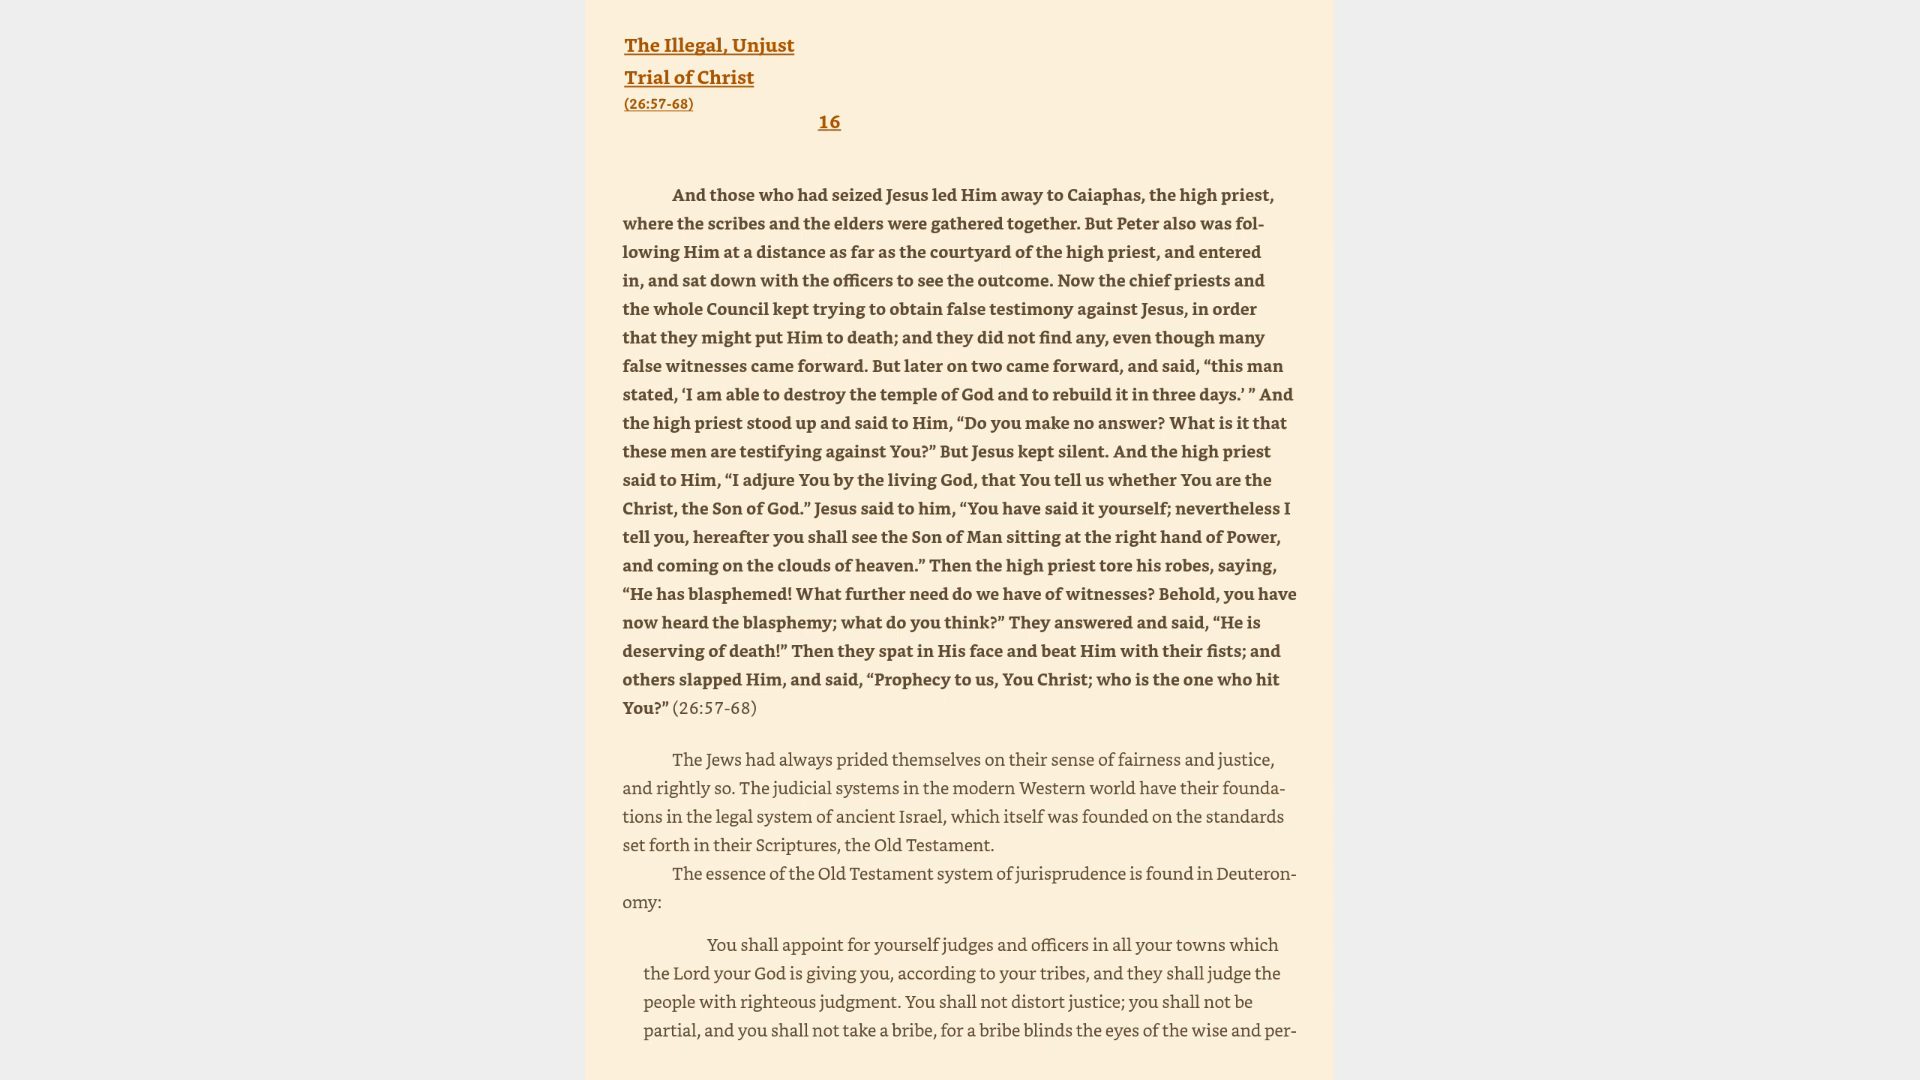 The Illegal, Unjust
Trial of Christ
(26:57-68)
16
And those who had seized Jesus led Him away to Caiaphas, the high priest,
where the scribes and the elders were gathered together. But Peter also was fol-
lowing Him at a distance as far as the courtyard of the high priest, and entered
in, and sat down with the officers to see the outcome. Now the chief priests and
the whole Council kept trying to obtain false testimony against Jesus, in order
that they might put Him to death; and they did not find any, even though many
false witnesses came forward. But later on two came forward, and said, “this man
stated, ‘I am able to destroy the temple of God and to rebuild it in three days.’ ” And
the high priest stood up and said to Him, “Do you make no answer? What is it that
these men are testifying against You?” But Jesus kept silent. And the high priest
said to Him, “I adjure You by the living God, that You tell us whether You are the
Christ, the Son of God.” Jesus said to him, “You have said it yourself; nevertheless I
tell you, hereafter you shall see the Son of Man sitting at the right hand of Power,
and coming on the clouds of heaven.” Then the high priest tore his robes, saying,
“He has blasphemed! What further need do we have of witnesses? Behold, you have
now heard the blasphemy; what do you think?” They answered and said, “He is
deserving of death!” Then they spat in His face and beat Him with their fists; and
others slapped Him, and said, “Prophecy to us, You Christ; who is the one who hit
You?” (26:57-68)
The Jews had always prided themselves on their sense of fairness and justice,
and rightly so. The judicial systems in the modern Western world have their founda-
tions in the legal system of ancient Israel, which itself was founded on the standards
set forth in their Scriptures, the Old Testament.
The essence of the Old Testament system of jurisprudence is found in Deuteron-
omy:
You shall appoint for yourself judges and officers in all your towns which
the Lord your God is giving you, according to your tribes, and they shall judge the
people with righteous judgment. You shall not distort justice; you shall not be
partial, and you shall not take a bribe, for a bribe blinds the eyes of the wise and per-